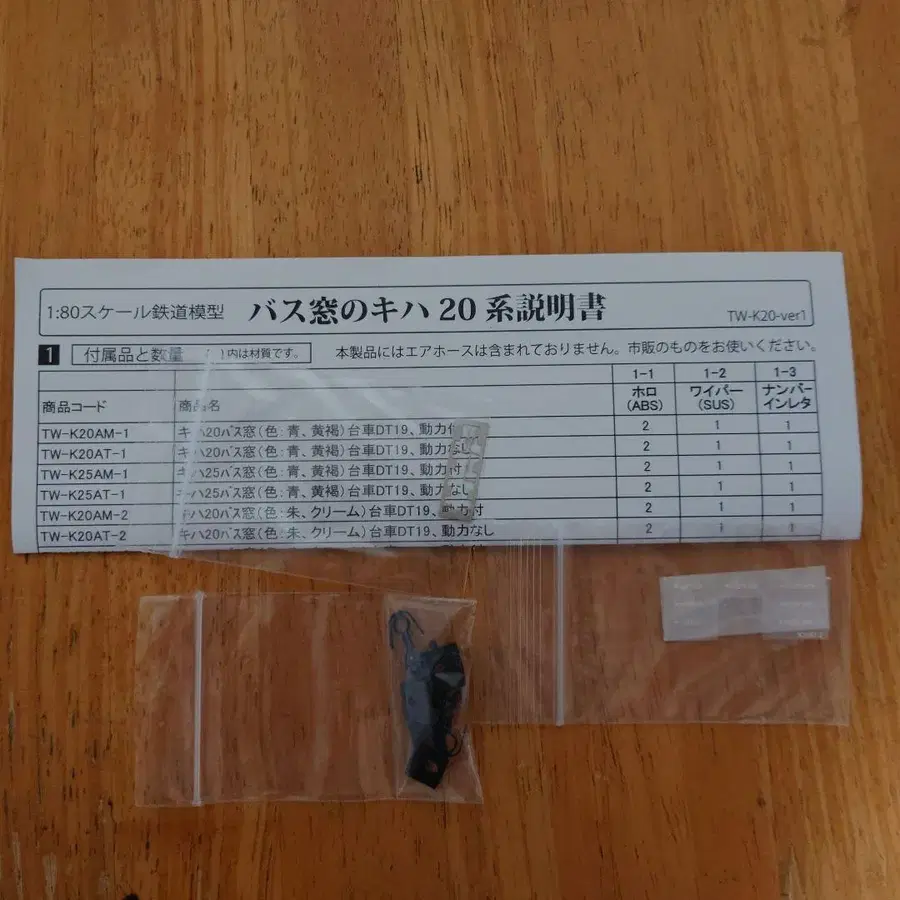 1:80スケール鉄道模型 バス窓のキハ20系説明書 TW-K20-ver1
1 付属品と数量 ( )内は材質です。 本製品にはエアホースは含まれておりません。市販のものをお使いください。
1-1 1-2 1-3
商品コード 商品名 ホロ (ABS) ワイパー (SUS) ナンバーインレタ
TW-K20AM-1 キハ20バス窓(色:青、黄褐)台車DT19、動力付 2 1 1
TW-K20AT-1 キハ20バス窓(色:青、黄褐)台車DT19、動力なし 2 1 1
TW-K25AM-1 キハ25バス窓(色:青、黄褐)台車DT19、動力付 2 1 1
TW-K25AT-1 キハ25バス窓(色:青、黄褐)台車DT19、動力なし 2 1 1
TW-K20AM-2 キハ20バス窓(色:朱、クリーム)台車DT19、動力付 2 1 1
TW-K20AT-2 キハ20バス窓(色:朱、クリーム)台車DT19、動力なし 2 1 1